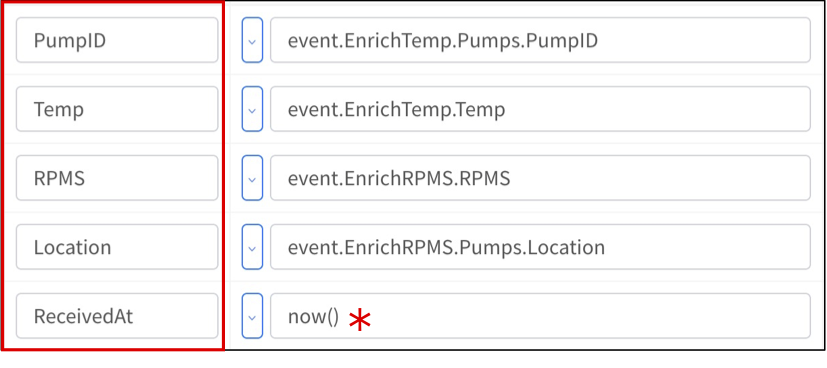 PumpID event.EnrichTemp.Pumps.PumpID
Temp event.EnrichTemp.Temp
RPMS event.EnrichRPMS.RPMS
Location event.EnrichRPMS.Pumps.Location
ReceivedAt now() *